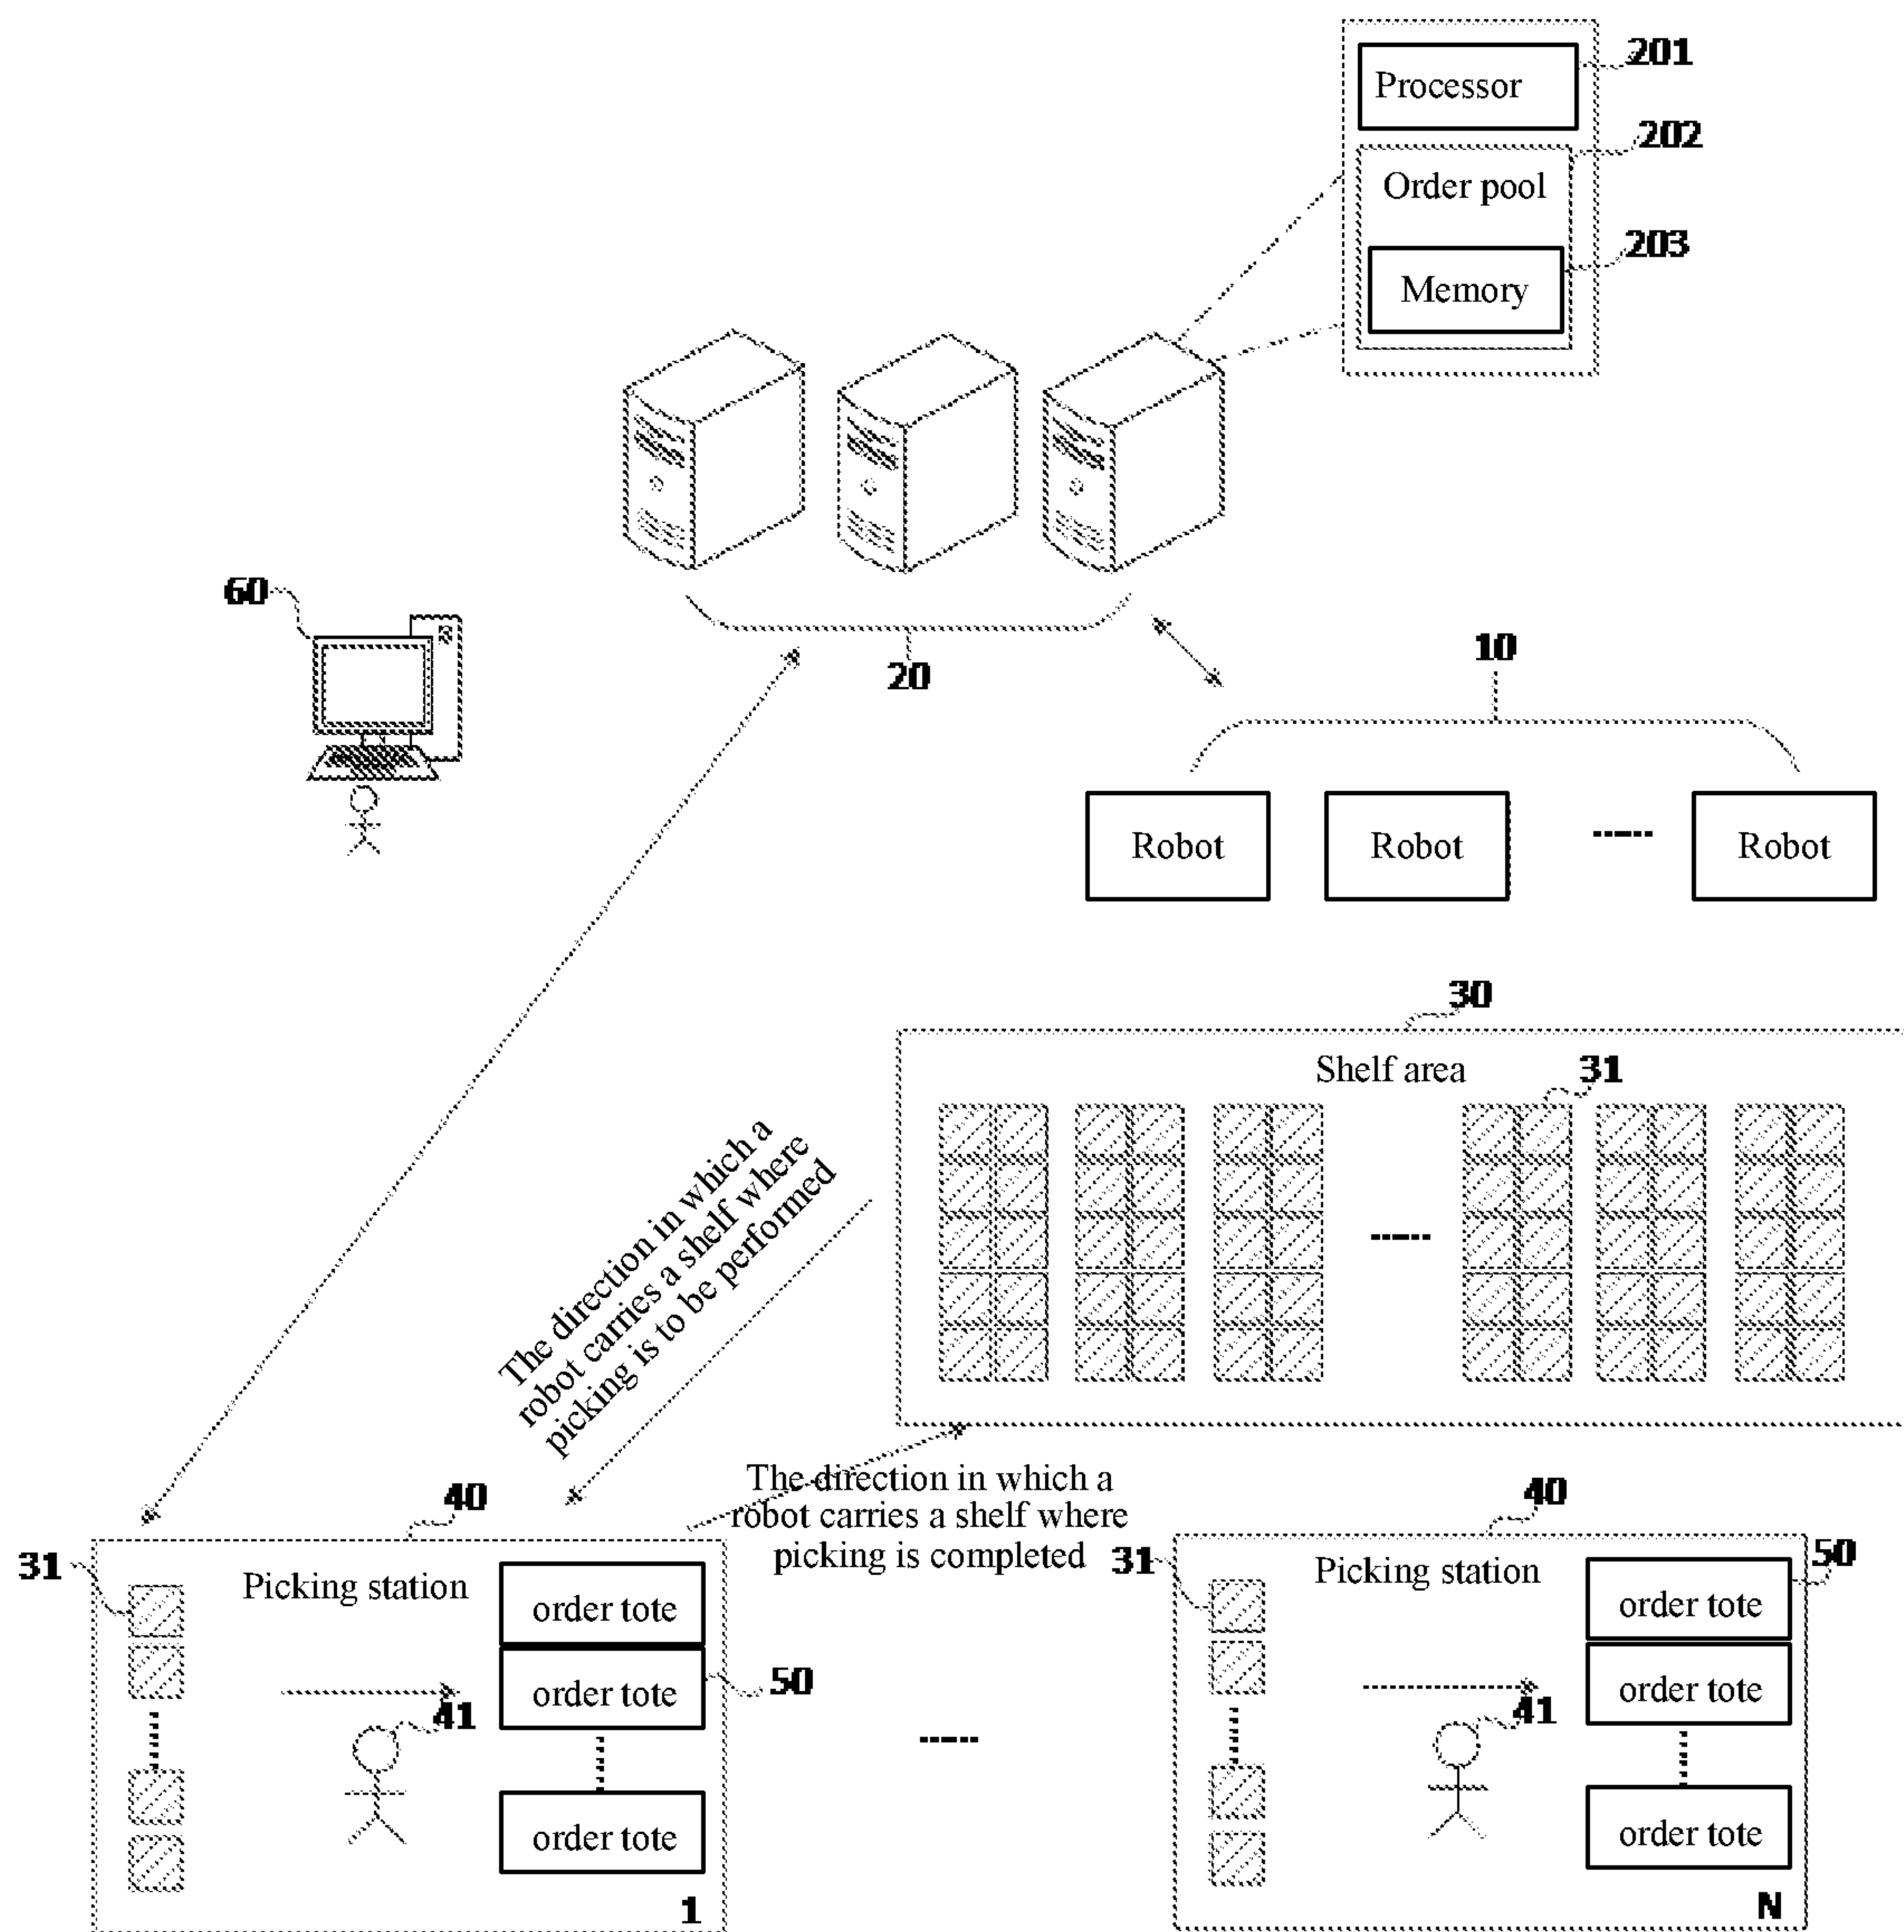 201
Processor
202
Order pool
203
Memory
60
20
10
Robot
Robot
Robot
30
Shelf area
31
The direction in which a
robot carries a shelf where
picking is to be performed
The direction in which a
robot carries a shelf where
picking is completed
40
31
Picking station
order tote
order tote
50
41
order tote
1
40
31
Picking station
50
order tote
order tote
41
order tote
N